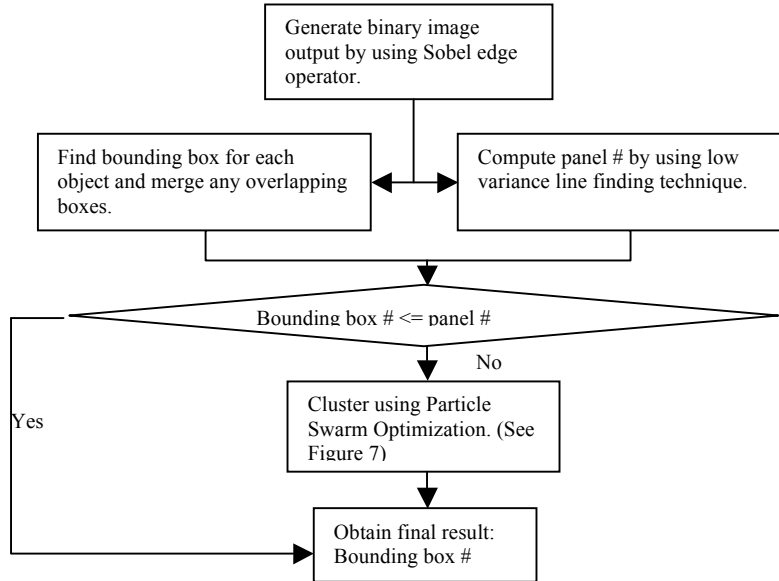 Generate binary image
output by using Sobel edge
operator.
Find bounding box for each
object and merge any overlapping
boxes.
Compute panel # by using low
variance line finding technique.
Bounding box # <= panel #
No
Yes
Cluster using Particle
Swarm Optimization. (See
Figure 7)
Obtain final result:
Bounding box #